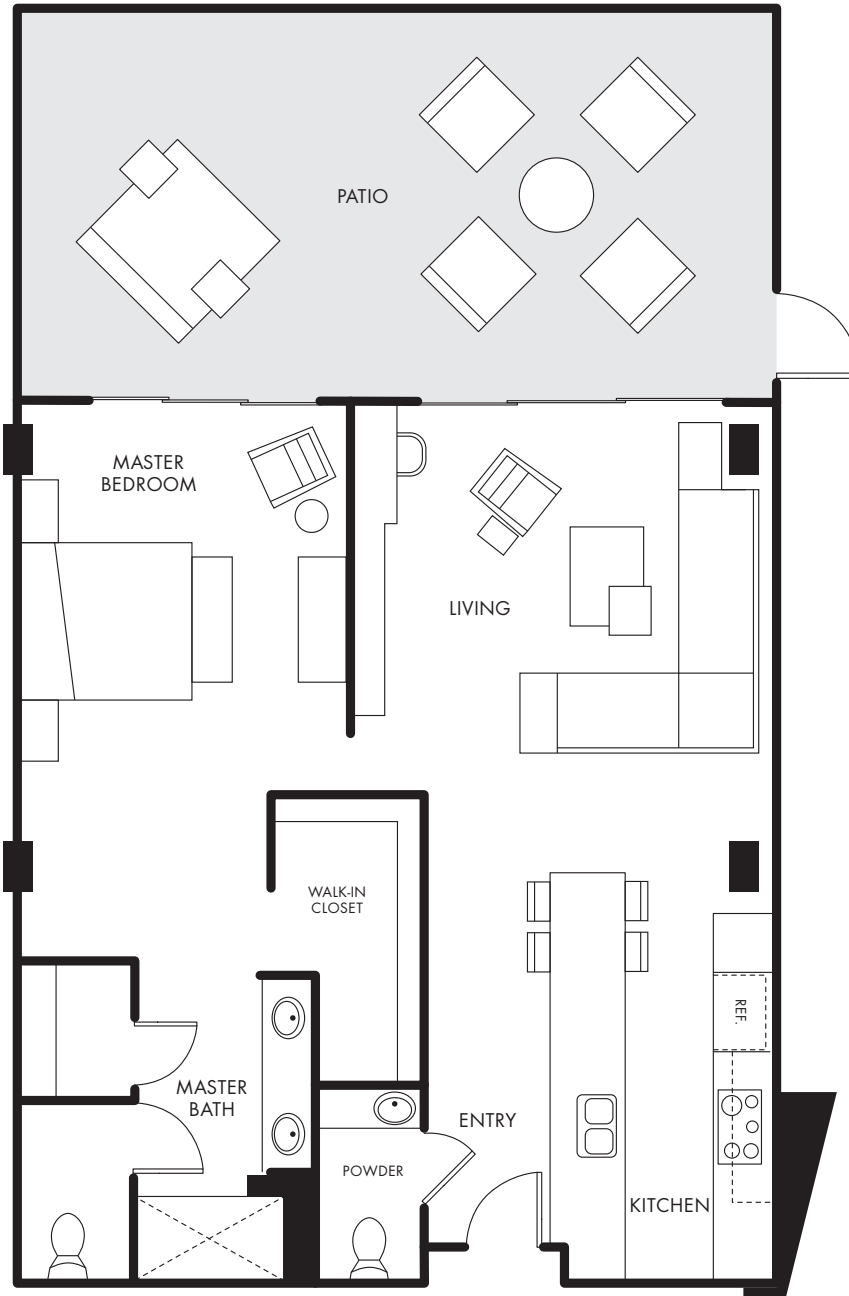 PATIO
MASTER
BEDROOM
LIVING
WALK-IN
CLOSET
REF.
MASTER
BATH
ENTRY
POWDER
KITCHEN